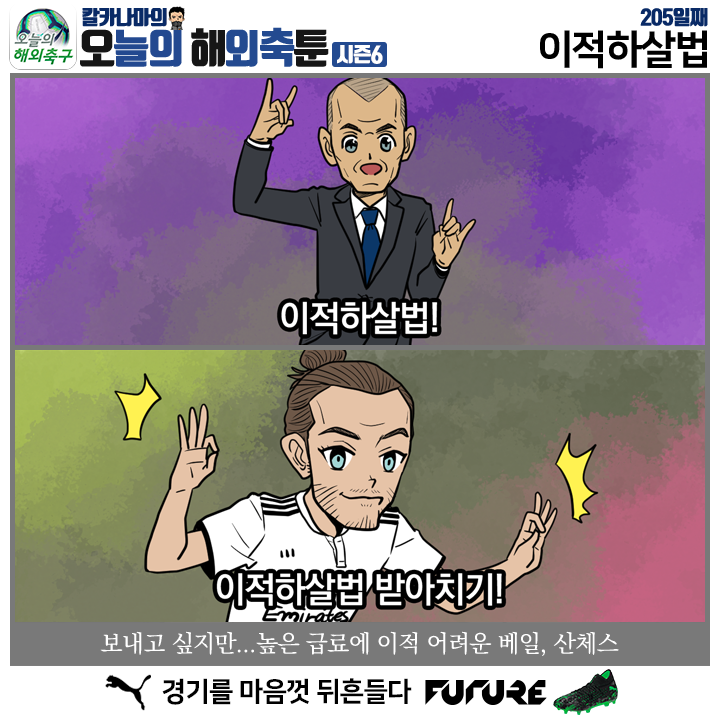 오늘의
해외축구
칼카나마의
오늘의 해외축툰 시즌6
205일째
이적하살법
이적하살법!
이적하살법 받아치기!
Emirates
보내고 싶지만...높은 급료에 이적 어려운 베일, 산체스
경기를 마음껏 뒤흔들다 FUTURE